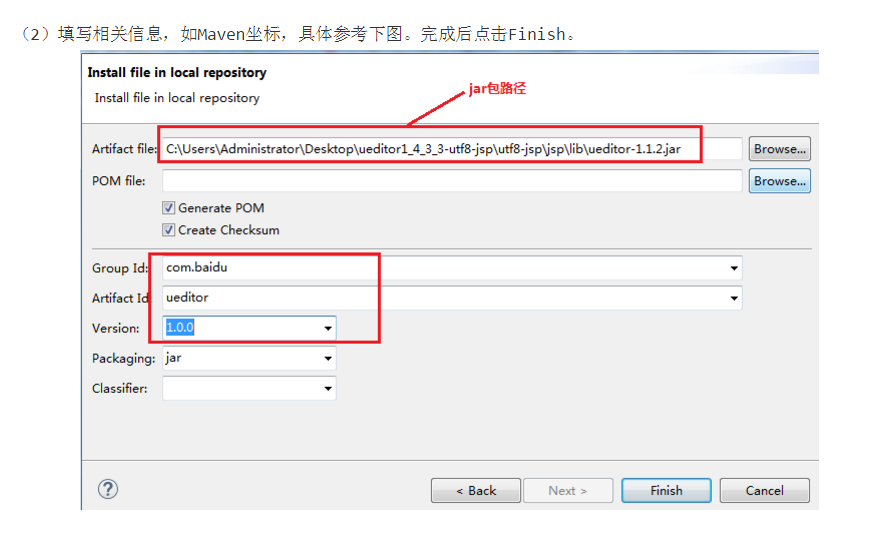 （2）填写相关信息，如Maven坐标，具体参考下图。完成后点击Finish。
Install file in local repository
Install file in local repository
jar包路径
Artifact file: C:\Users\Administrator\Desktop\ueditor1_4_3_3-utf8-jsp\utf8-jsp\jsp\lib\ueditor-1.1.2.jar Browse...
POM file: Browse...
Generate POM
Create Checksum
Group Id: com.baidu
Artifact Id ueditor
Version: 1.0.0
Packaging: jar
Classifier:
? < Back Next > Finish Cancel